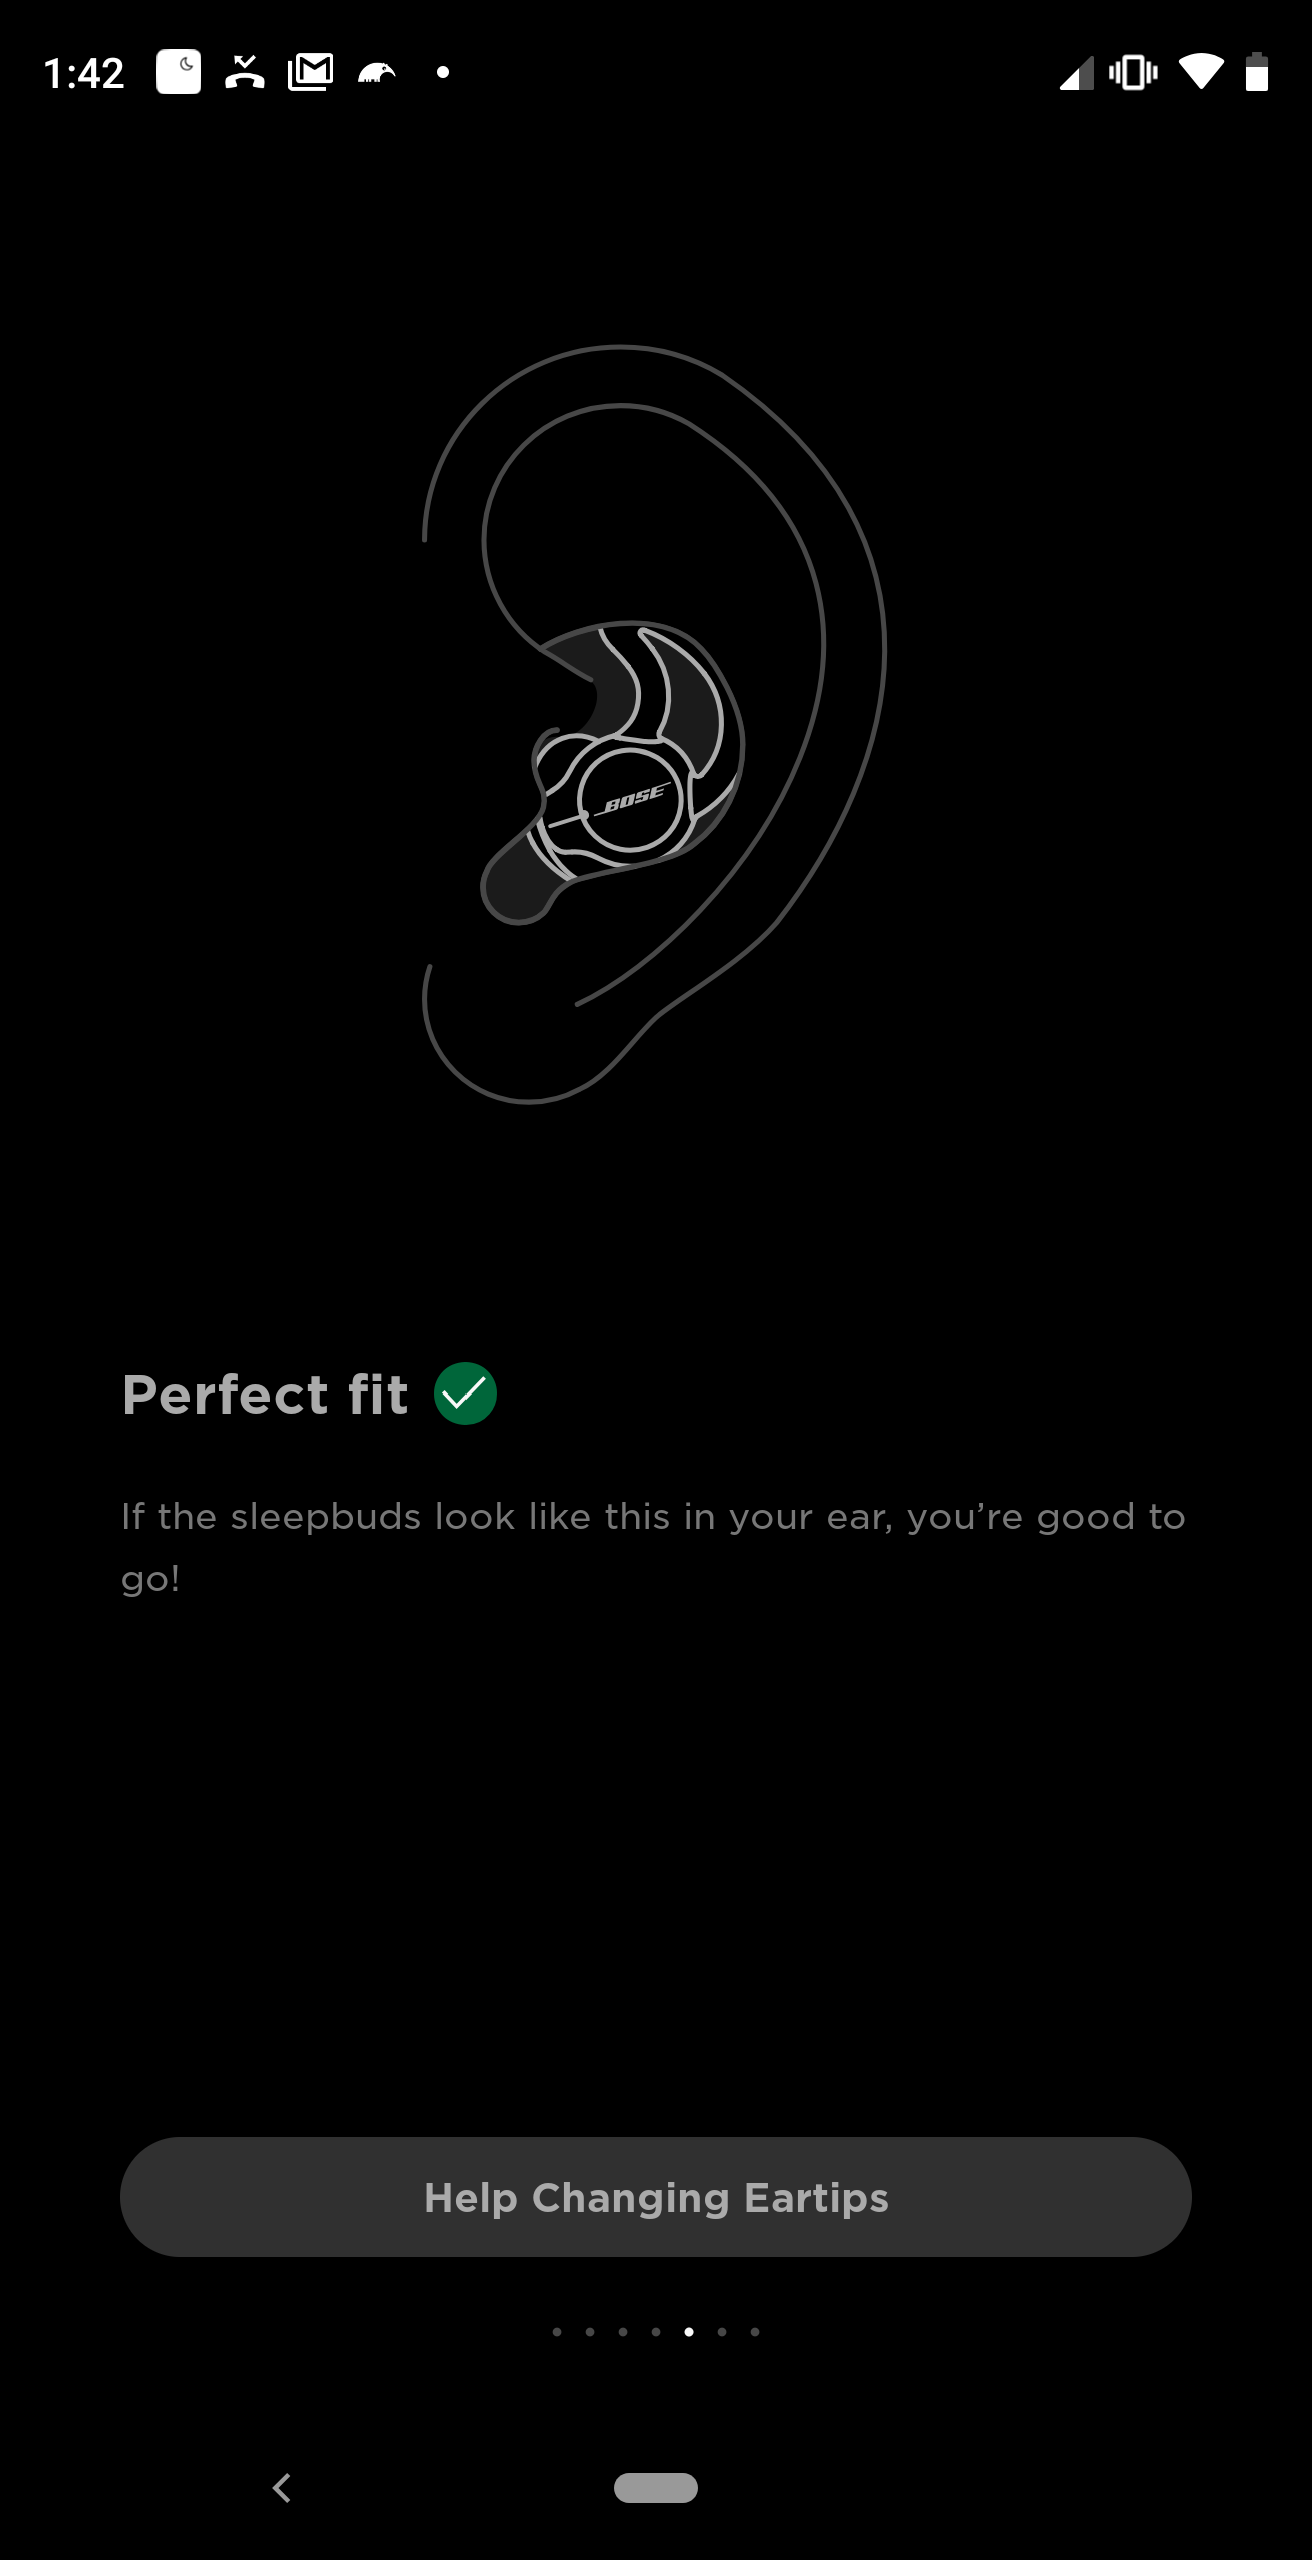 1:42
BOSE
Perfect fit
If the sleepbuds look like this in your ear, you’re good to
go!
Help Changing Eartips